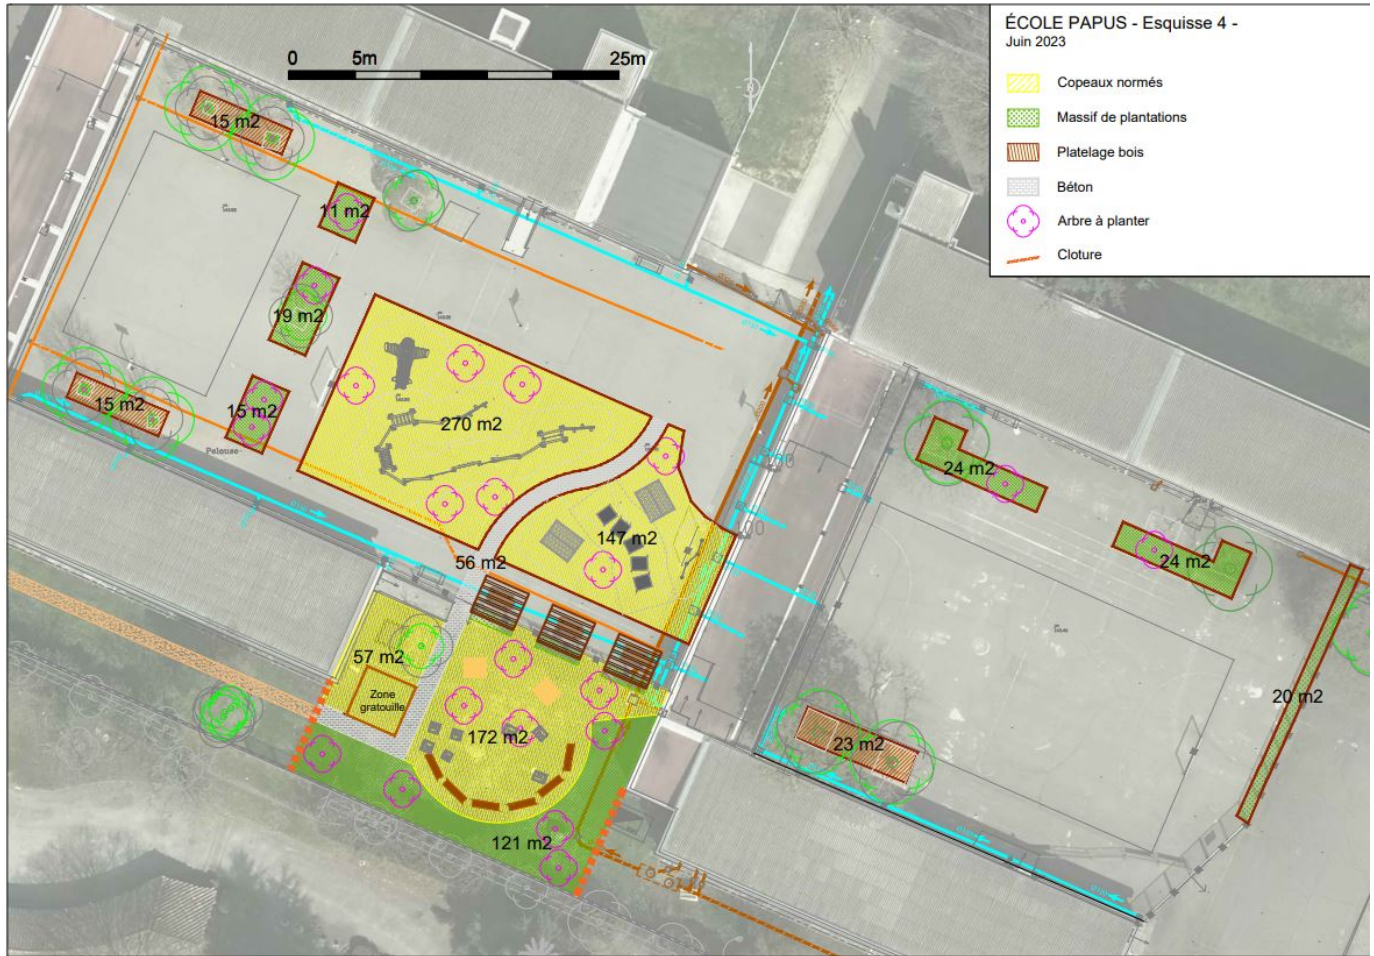 ÉCOLE PAPUS - Esquisse 4 -
Juin 2023
Copeaux normés
Massif de plantations
Platelage bois
Béton
Arbre à planter
Cloture
0 5m 25m
15 m2
11 m2
19 m2
15 m2
15 m2
Pelouse
270 m2
147 m2
56 m2
57 m2
Zone
gratouille
172 m2
121 m2
24 m2
24 m2
23 m2
20 m2